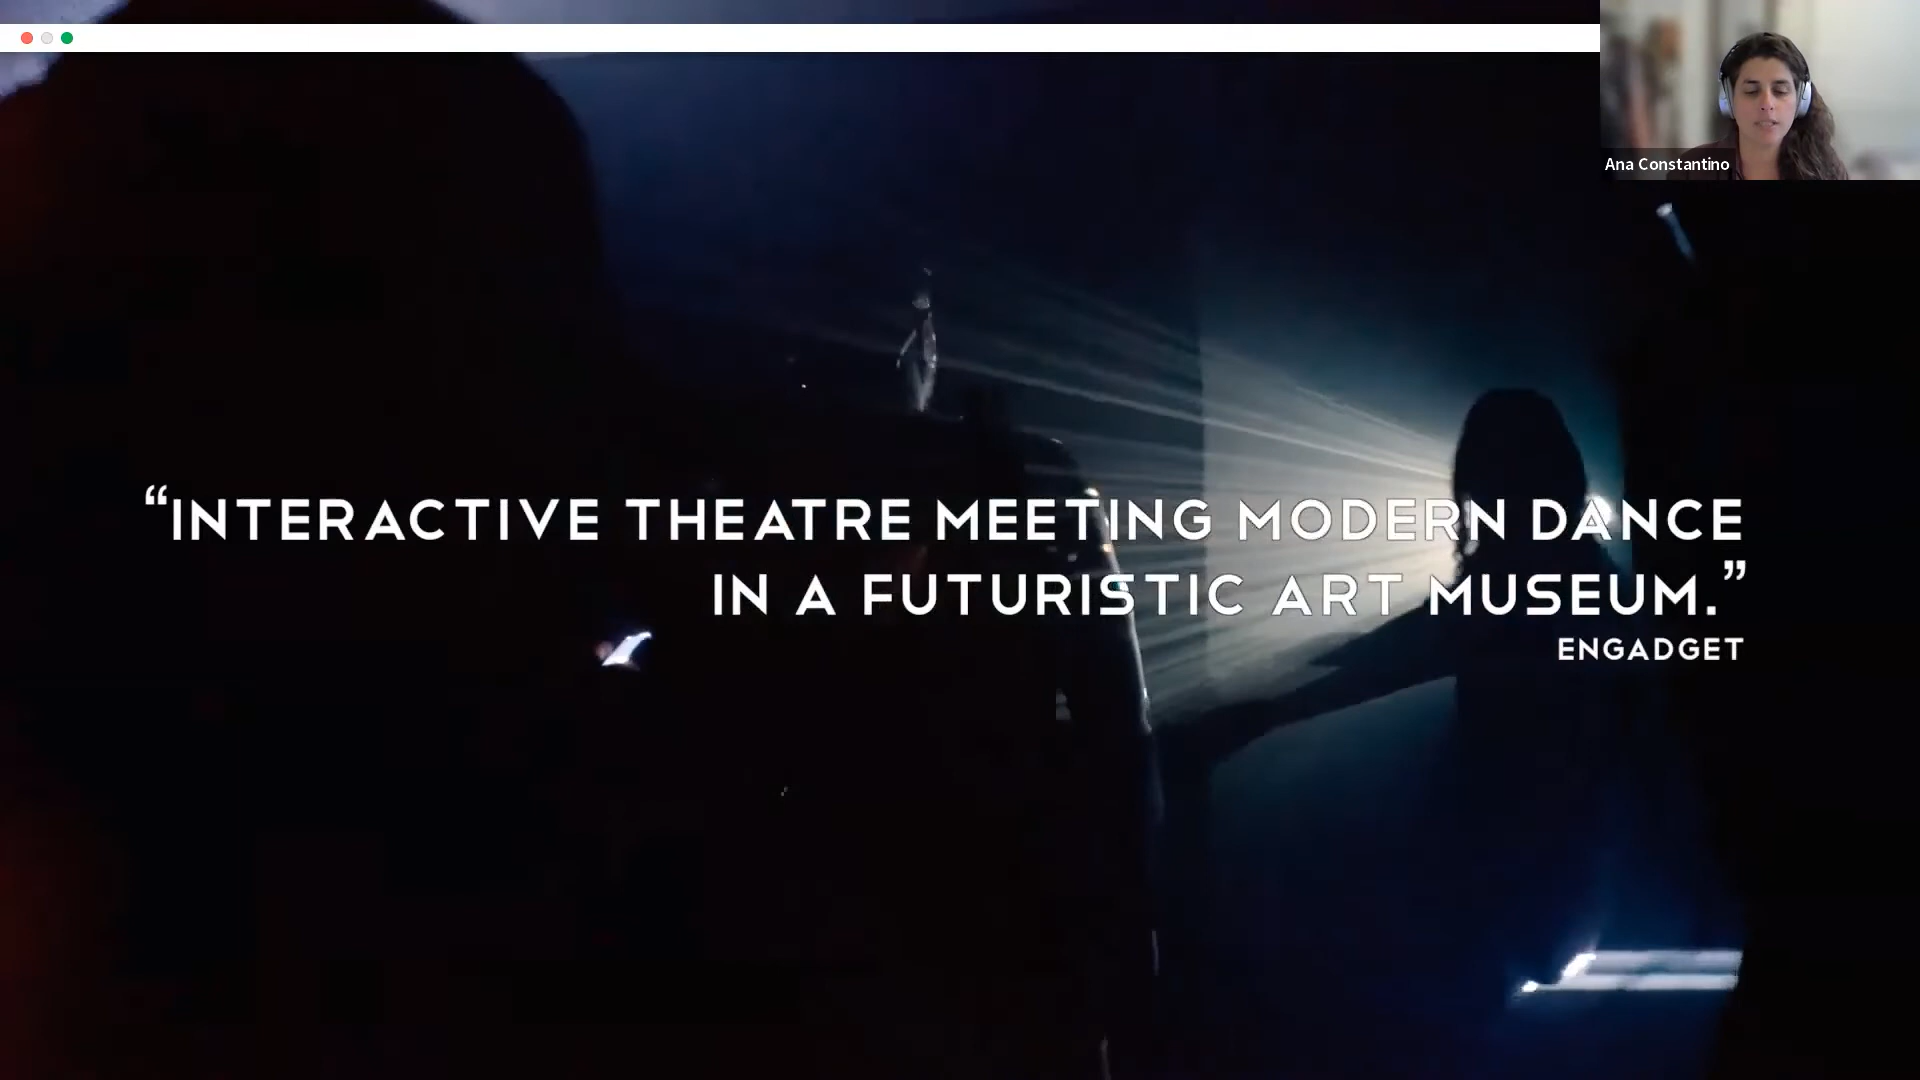 Ana Constantino
“INTERACTIVE THEATRE MEETING MODERN DANCE
IN A FUTURISTIC ART MUSEUM.”
ENGADGET